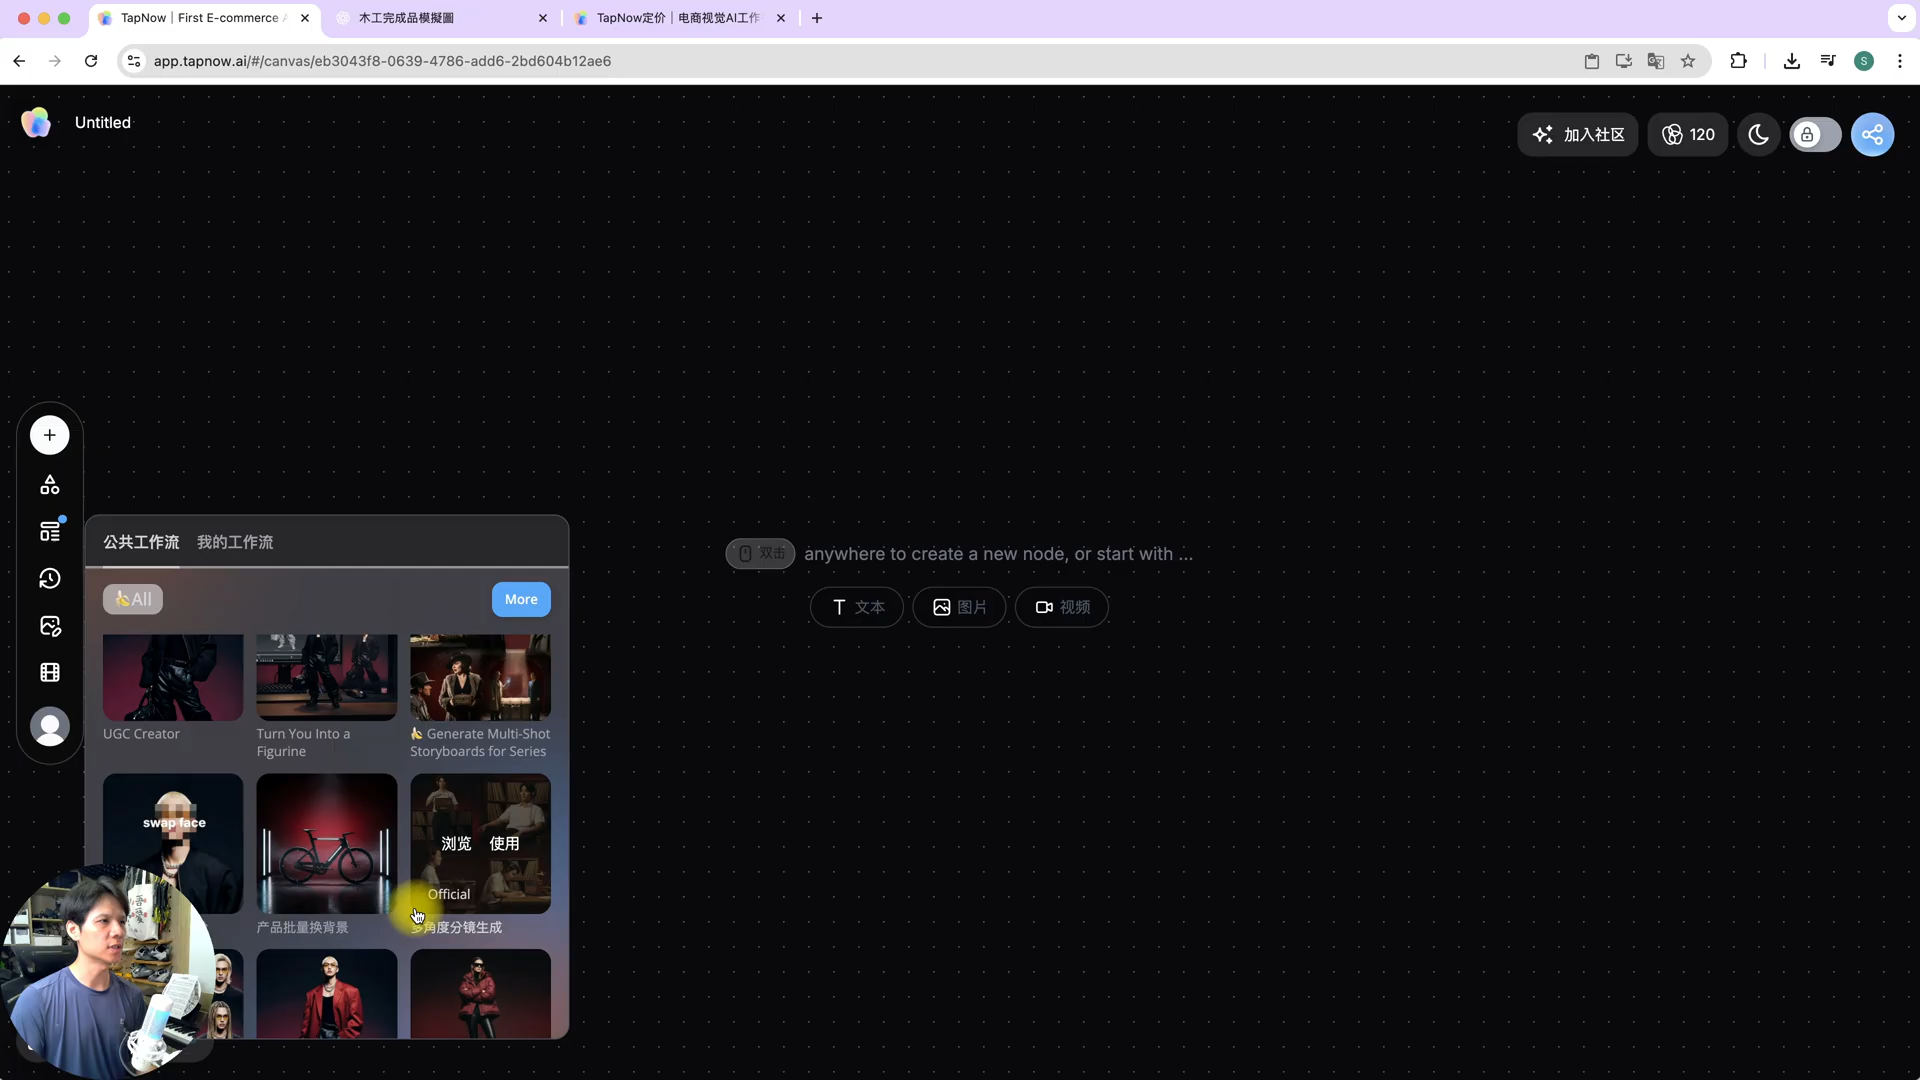 TapNow｜First E-commerce A
木工完成品模擬圖
TapNow定价｜电商视觉AI工作
app.tapnow.ai/#/canvas/eb3043f8-0639-4786-add6-2bd604b12ae6
S
Untitled
加入社区
120
公共工作流
我的工作流
All
More
双击
anywhere to create a new node, or start with ...
T 文本
图片
视频
UGC Creator
Turn You Into a
Figurine
Generate Multi-Shot
Storyboards for Series
swap face
浏览
使用
Official
产品批量换背景
多角度分镜生成